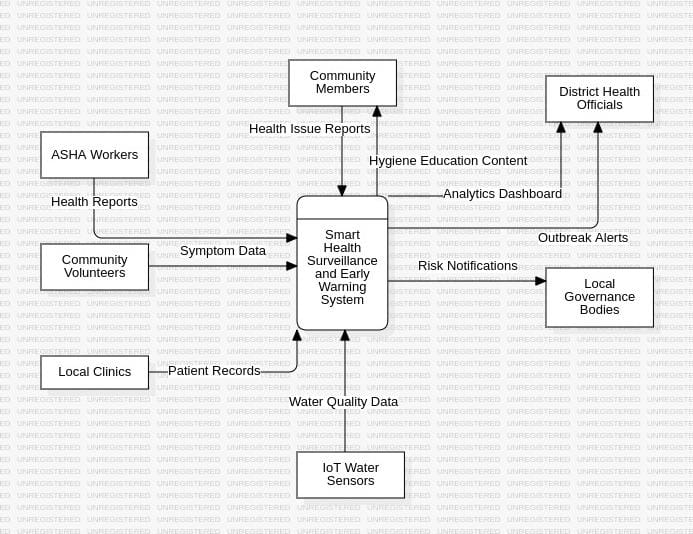 Community
Members
District Health
Officials
Health Issue Reports
ASHA Workers
Hygiene Education Content
Analytics Dashboard
Health Reports
Outbreak Alerts
Community
Volunteers
Symptom Data
Smart
Health
Surveillance
and Early
Warning
System
Risk Notifications
Local
Governance
Bodies
Local Clinics
Patient Records
Water Quality Data
IoT Water
Sensors
UNREGISTERED